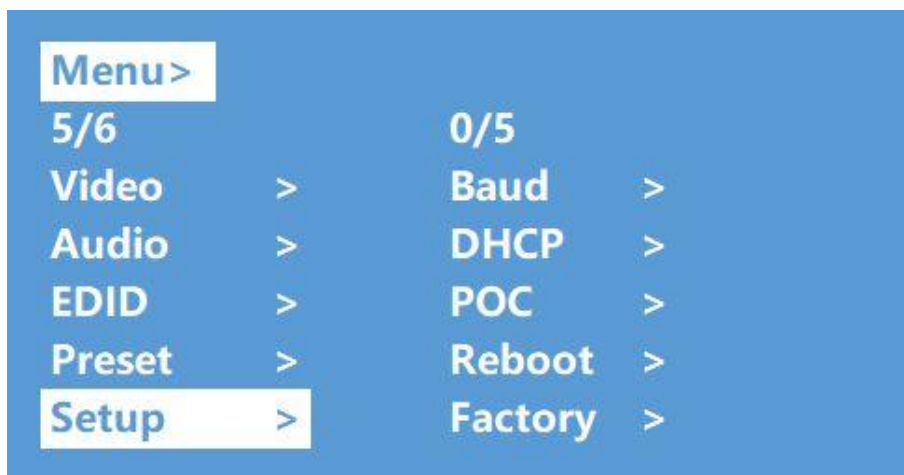 Menu>
5/6 0/5
Video > Baud >
Audio > DHCP >
EDID > POC >
Preset > Reboot >
Setup > Factory >